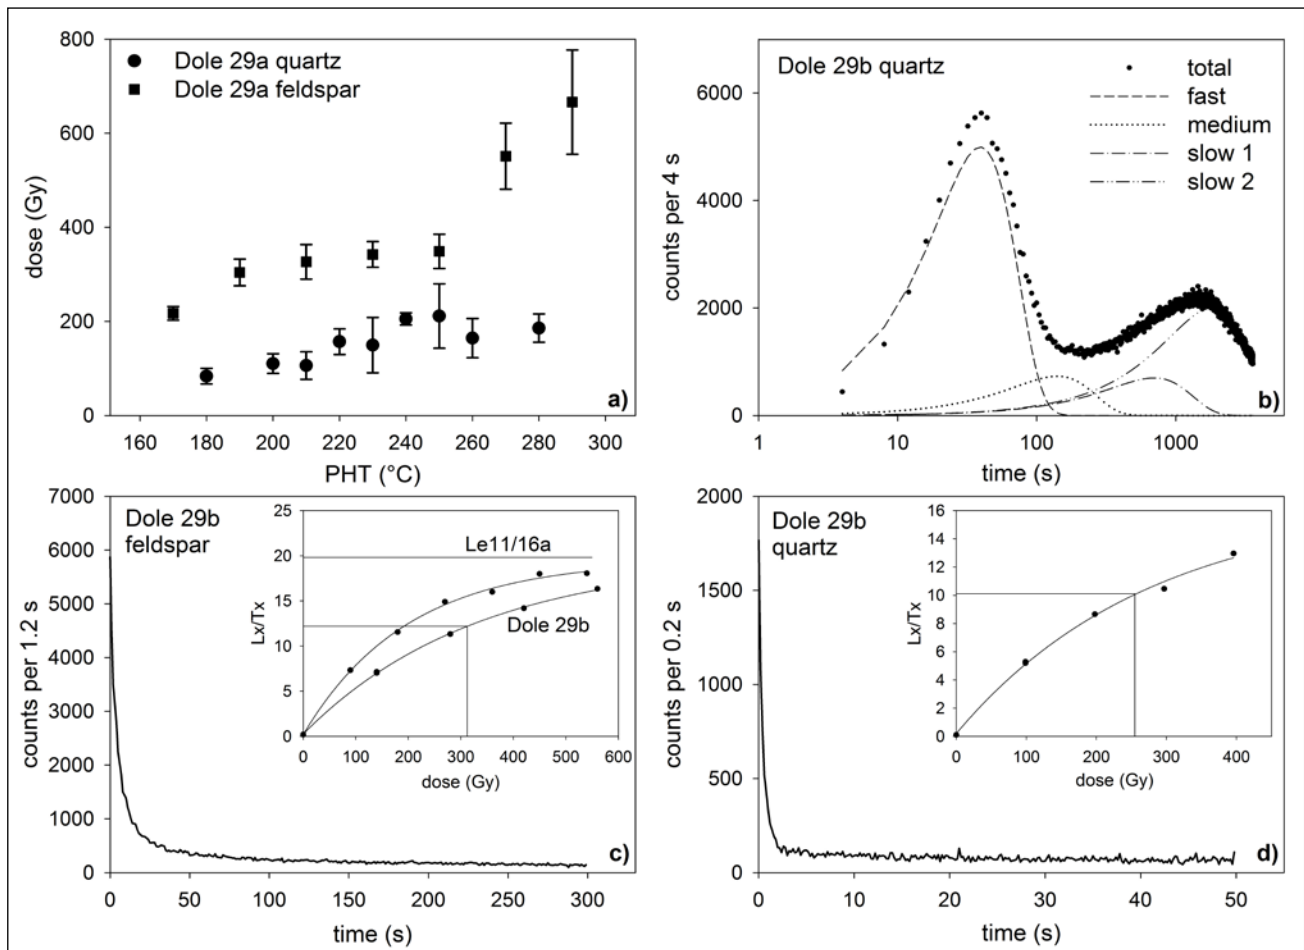 800
600
400
200
0
dose (Gy)
Dole 29a quartz
Dole 29a feldspar
a)
160 180 200 220 240 260 280 300
PHT (°C)
6000
4000
2000
0
counts per 4 s
Dole 29b quartz
total
fast
medium
slow 1
slow 2
b)
1 10 100 1000
time (s)
7000
6000
5000
4000
3000
2000
1000
0
counts per 1.2 s
Dole 29b
feldspar
25
20
15
10
5
0
Lx/Tx
Le11/16a
Dole 29b
0 100 200 300 400 500 600
dose (Gy)
c)
0 50 100 150 200 250 300
time (s)
2000
1500
1000
500
0
counts per 0.2 s
Dole 29b
quartz
16
14
12
10
8
6
4
2
0
Lx/Tx
0 100 200 300 400
dose (Gy)
d)
0 10 20 30 40 50
time (s)